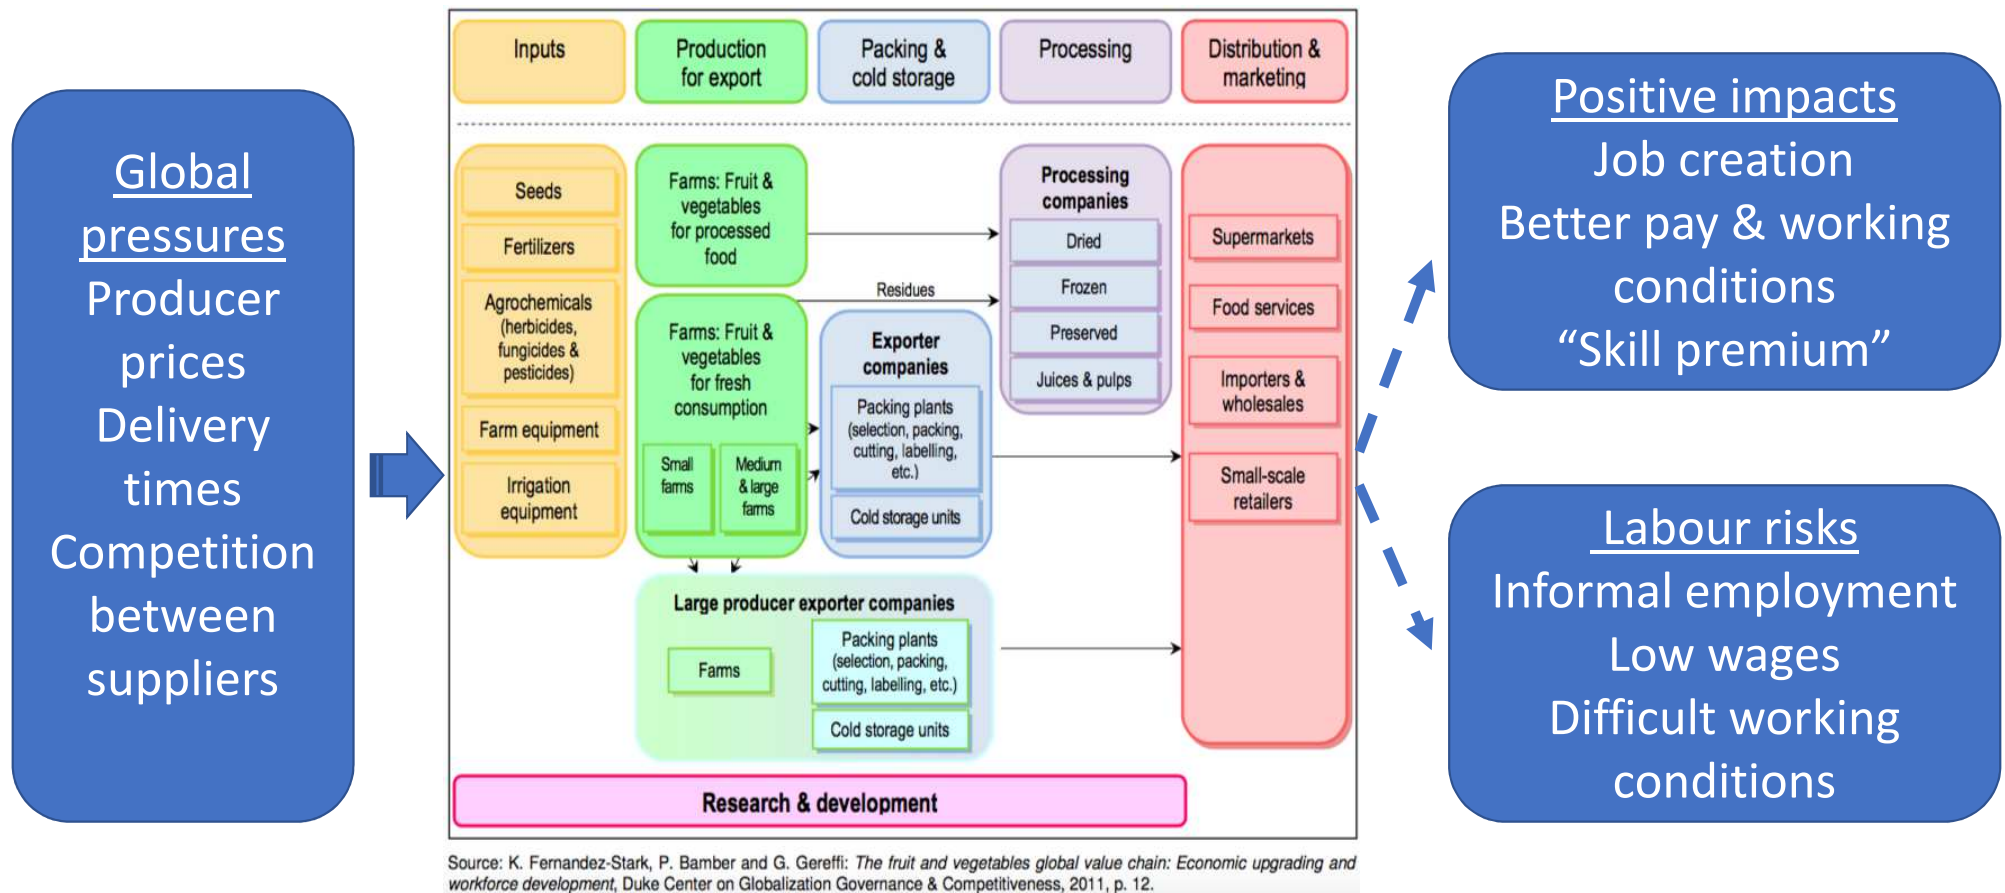 Global
pressures
Producer
prices
Delivery
times
Competition
between
suppliers
Inputs
Production
for export
Packing &
cold storage
Processing
Distribution &
marketing
Seeds
Fertilizers
Agrochemicals
(herbicides,
fungicides &
pesticides)
Farm equipment
Irrigation
equipment
Farms: Fruit &
vegetables
for processed
food
Farms: Fruit &
vegetables
for fresh
consumption
Small
farms
Medium
& large
farms
Residues
Exporter
companies
Packing plants
(selection, packing,
cutting, labelling,
etc.)
Cold storage units
Processing
companies
Dried
Frozen
Preserved
Juices & pulps
Supermarkets
Food services
Importers &
wholesales
Small-scale
retailers
Large producer exporter companies
Farms
Packing plants
(selection, packing,
cutting, labelling, etc.)
Cold storage units
Research & development
Source: K. Fernandez-Stark, P. Bamber and G. Gereffi: The fruit and vegetables global value chain: Economic upgrading and
workforce development, Duke Center on Globalization Governance & Competitiveness, 2011, p. 12.
Positive impacts
Job creation
Better pay & working
conditions
“Skill premium”
Labour risks
Informal employment
Low wages
Difficult working
conditions